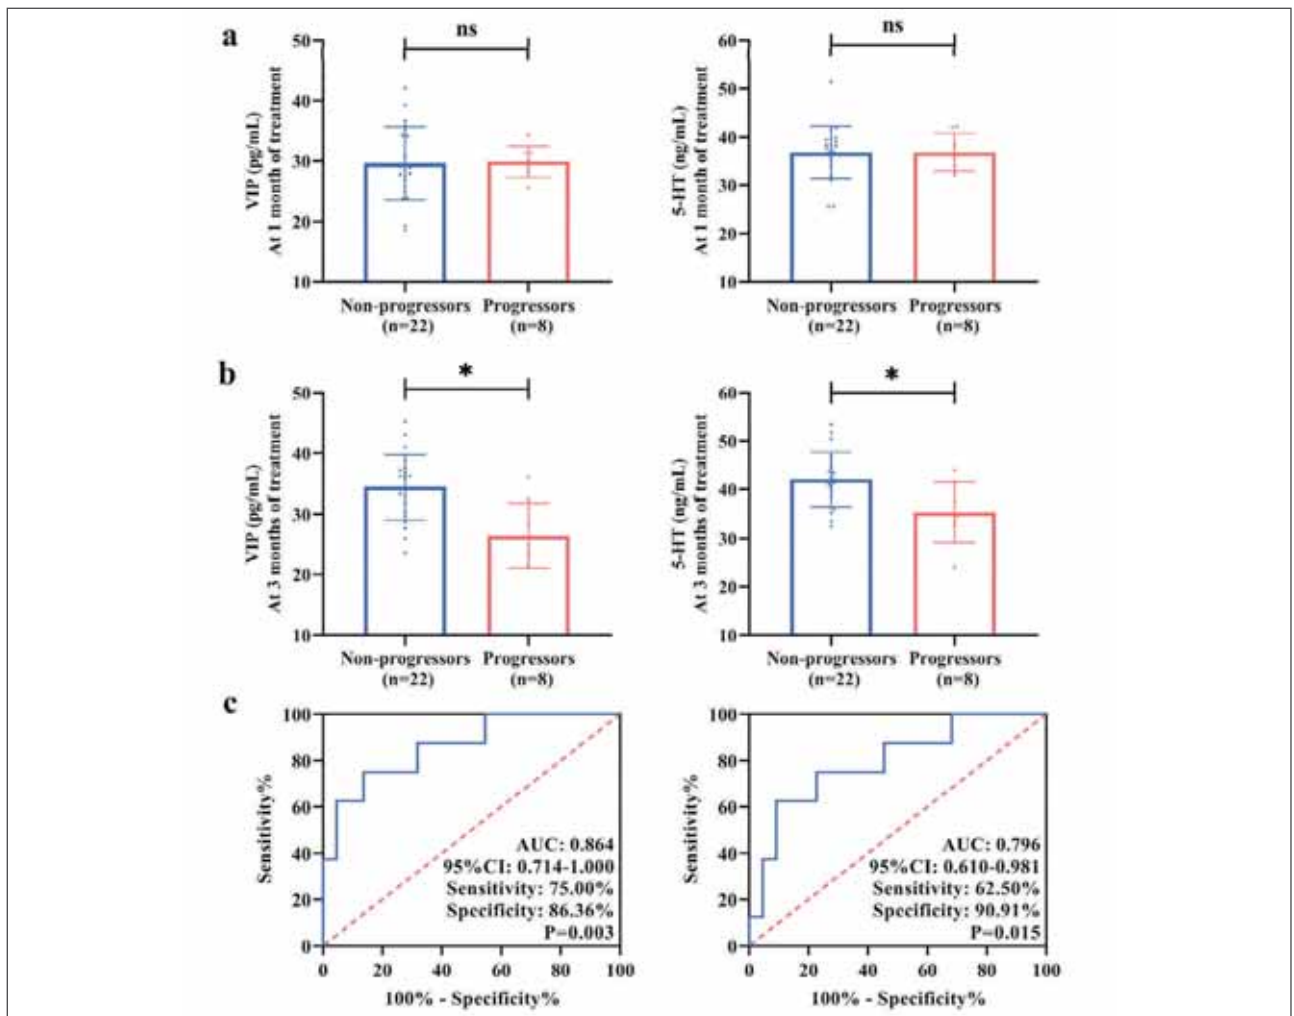 a
VIP (pg/mL)
At 1 month of treatment
50
40
30
20
10
ns
Non-progressors
(n=22)
Progressors
(n=8)
5-HT (ng/mL)
At 1 month of treatment
60
50
40
30
20
10
ns
Non-progressors
(n=22)
Progressors
(n=8)
b
VIP (pg/mL)
At 3 months of treatment
50
40
30
20
10
*
Non-progressors
(n=22)
Progressors
(n=8)
5-HT (ng/mL)
At 3 months of treatment
60
50
40
30
20
10
*
Non-progressors
(n=22)
Progressors
(n=8)
c
Sensitivity%
100
80
60
40
20
0
AUC: 0.864
95%CI: 0.714-1.000
Sensitivity: 75.00%
Specificity: 86.36%
P=0.003
0 20 40 60 80 100
100% - Specificity%
Sensitivity%
100
80
60
40
20
0
AUC: 0.796
95%CI: 0.610-0.981
Sensitivity: 62.50%
Specificity: 90.91%
P=0.015
0 20 40 60 80 100
100% - Specificity%